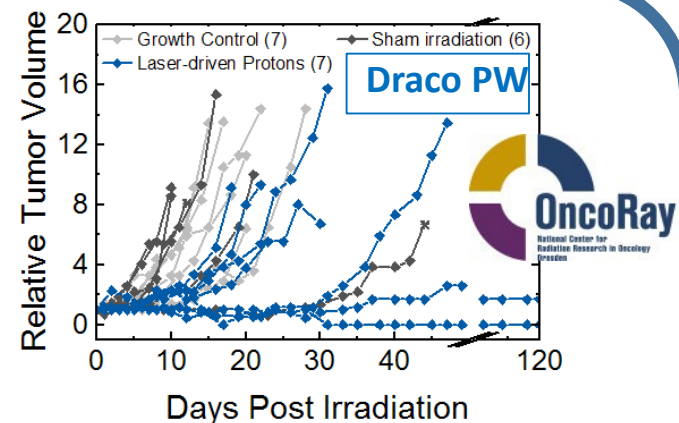 Relative Tumor Volume
20
16
12
8
4
0
Growth Control (7)
Sham irradiation (6)
Laser-driven Protons (7)
Draco PW
OncoRay
National Center for
Radiation Research in Oncology
Dresden
0
10
20
30
40
120
Days Post Irradiation